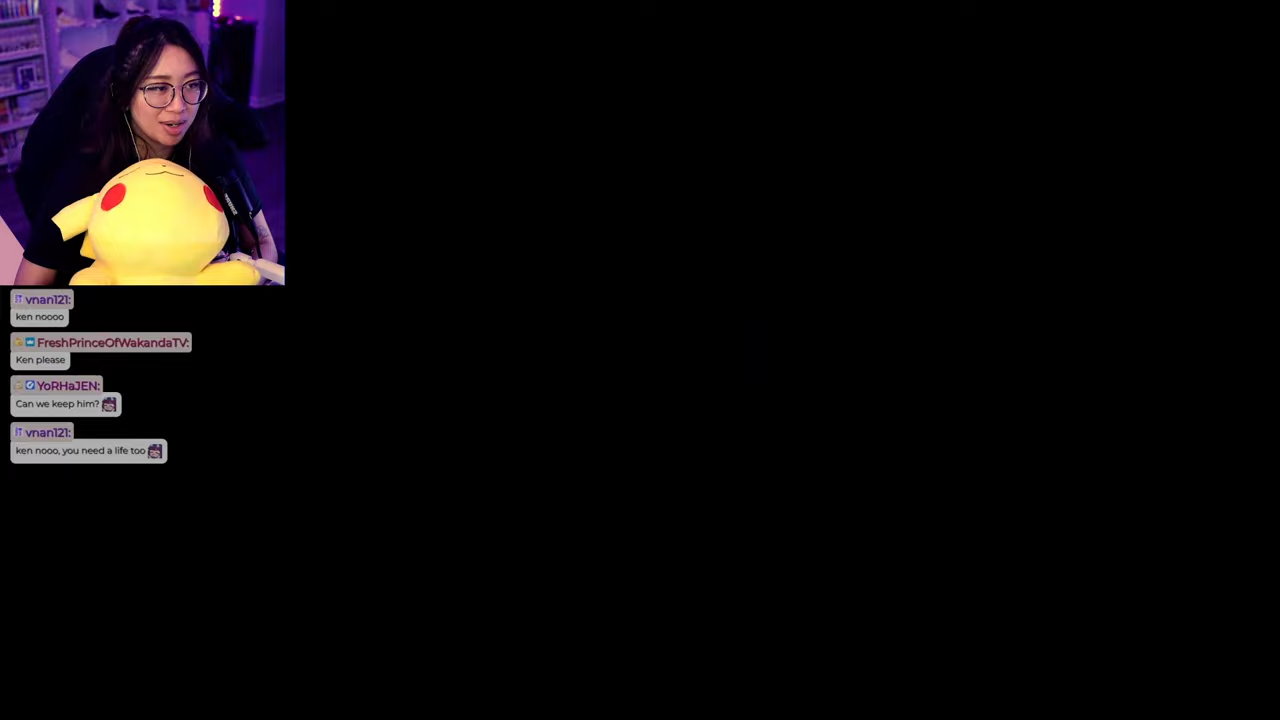 vnan121:
ken noooo
FreshPrinceOfWakandaTV:
Ken please
YoRHaJEN:
Can we keep him?
vnan121:
ken nooo, you need a life too